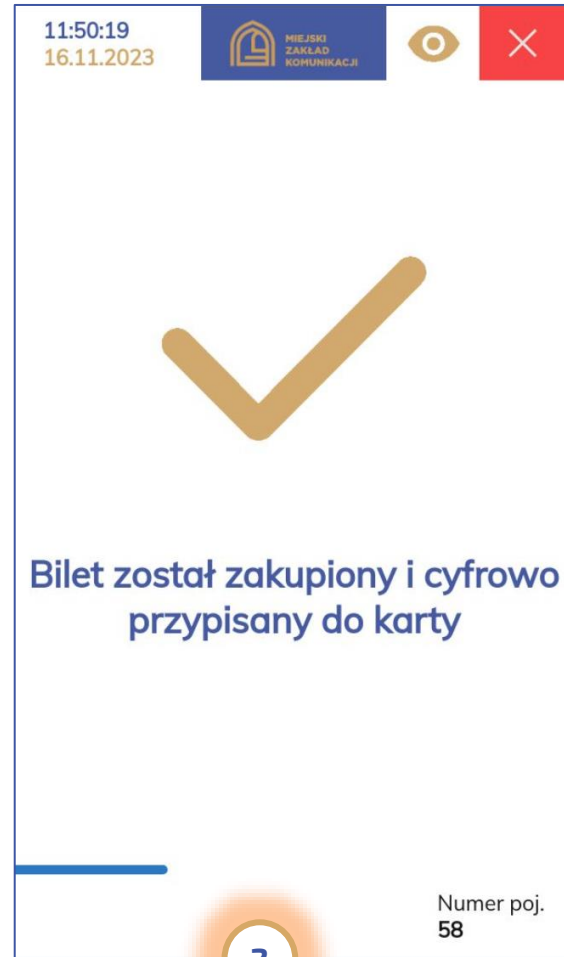 11:50:19
16.11.2023
MIEJSKI
ZAKŁAD
KOMUNIKACJI
Bilet został zakupiony i cyfrowo
przypisany do karty
Numer poj.
58